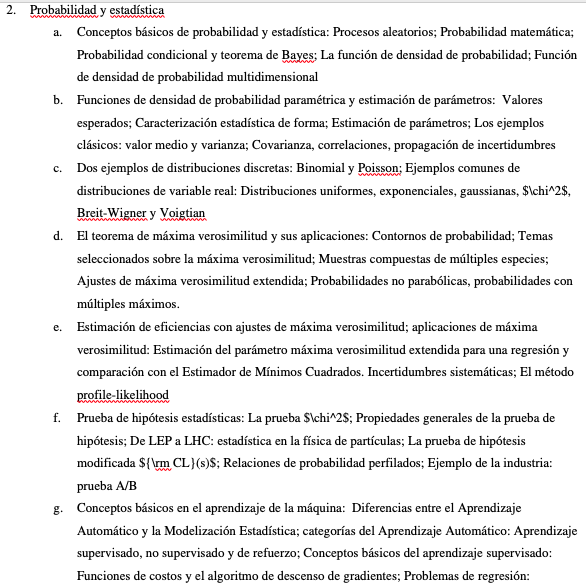 2. Probabilidad y estadística
a. Conceptos básicos de probabilidad y estadística: Procesos aleatorios; Probabilidad matemática;
Probabilidad condicional y teorema de Bayes; La función de densidad de probabilidad; Función
de densidad de probabilidad multidimensional
b. Funciones de densidad de probabilidad paramétrica y estimación de parámetros: Valores
esperados; Caracterización estadística de forma; Estimación de parámetros; Los ejemplos
clásicos: valor medio y varianza; Covarianza, correlaciones, propagación de incertidumbres
c. Dos ejemplos de distribuciones discretas: Binomial y Poisson; Ejemplos comunes de
distribuciones de variable real: Distribuciones uniformes, exponenciales, gaussianas, $\chi^2$,
Breit-Wigner y Voigtian
d. El teorema de máxima verosimilitud y sus aplicaciones: Contornos de probabilidad; Temas
seleccionados sobre la máxima verosimilitud; Muestras compuestas de múltiples especies;
Ajustes de máxima verosimilitud extendida; Probabilidades no parabólicas, probabilidades con
múltiples máximos.
e. Estimación de eficiencias con ajustes de máxima verosimilitud; aplicaciones de máxima
verosimilitud: Estimación del parámetro máxima verosimilitud extendida para una regresión y
comparación con el Estimador de Mínimos Cuadrados. Incertidumbres sistemáticas; El método
profile-likelihood
f. Prueba de hipótesis estadísticas: La prueba $\chi^2$; Propiedades generales de la prueba de
hipótesis; De LEP a LHC: estadística en la física de partículas; La prueba de hipótesis
modificada ${\rm CL}(s)$; Relaciones de probabilidad perfilados; Ejemplo de la industria:
prueba A/B
g. Conceptos básicos en el aprendizaje de la máquina: Diferencias entre el Aprendizaje
Automático y la Modelización Estadística; categorías del Aprendizaje Automático: Aprendizaje
supervisado, no supervisado y de refuerzo; Conceptos básicos del aprendizaje supervisado:
Funciones de costos y el algoritmo de descenso de gradientes; Problemas de regresión: